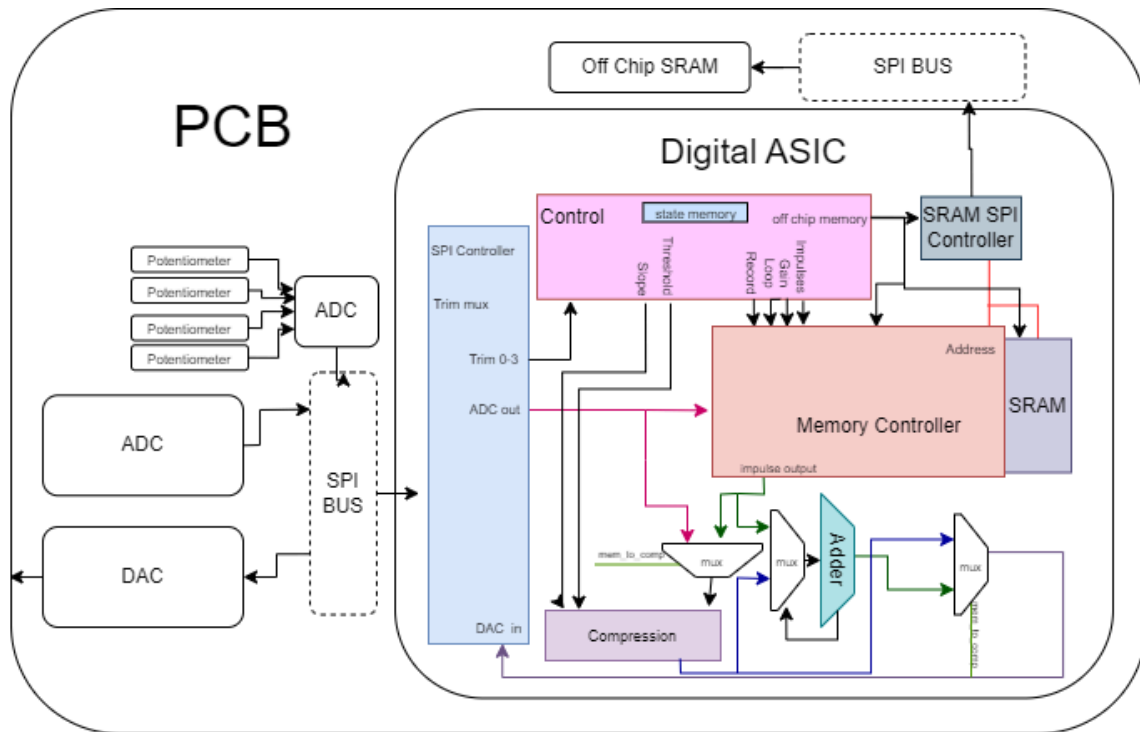 Off Chip SRAM
SPI BUS
PCB
Digital ASIC
Control
state memory
off chip memory
SRAM SPI
Controller
Slope
Threshold
Record
Loop
Gain
Impulses
SPI Controller
Trim mux
Trim 0-3
ADC out
DAC in
Potentiometer
Potentiometer
Potentiometer
Potentiometer
ADC
ADC
DAC
SPI
BUS
Address
Memory Controller
impulse output
SRAM
mem_to_comp
mux
mux
Adder
mux
mem_to_comp
Compression